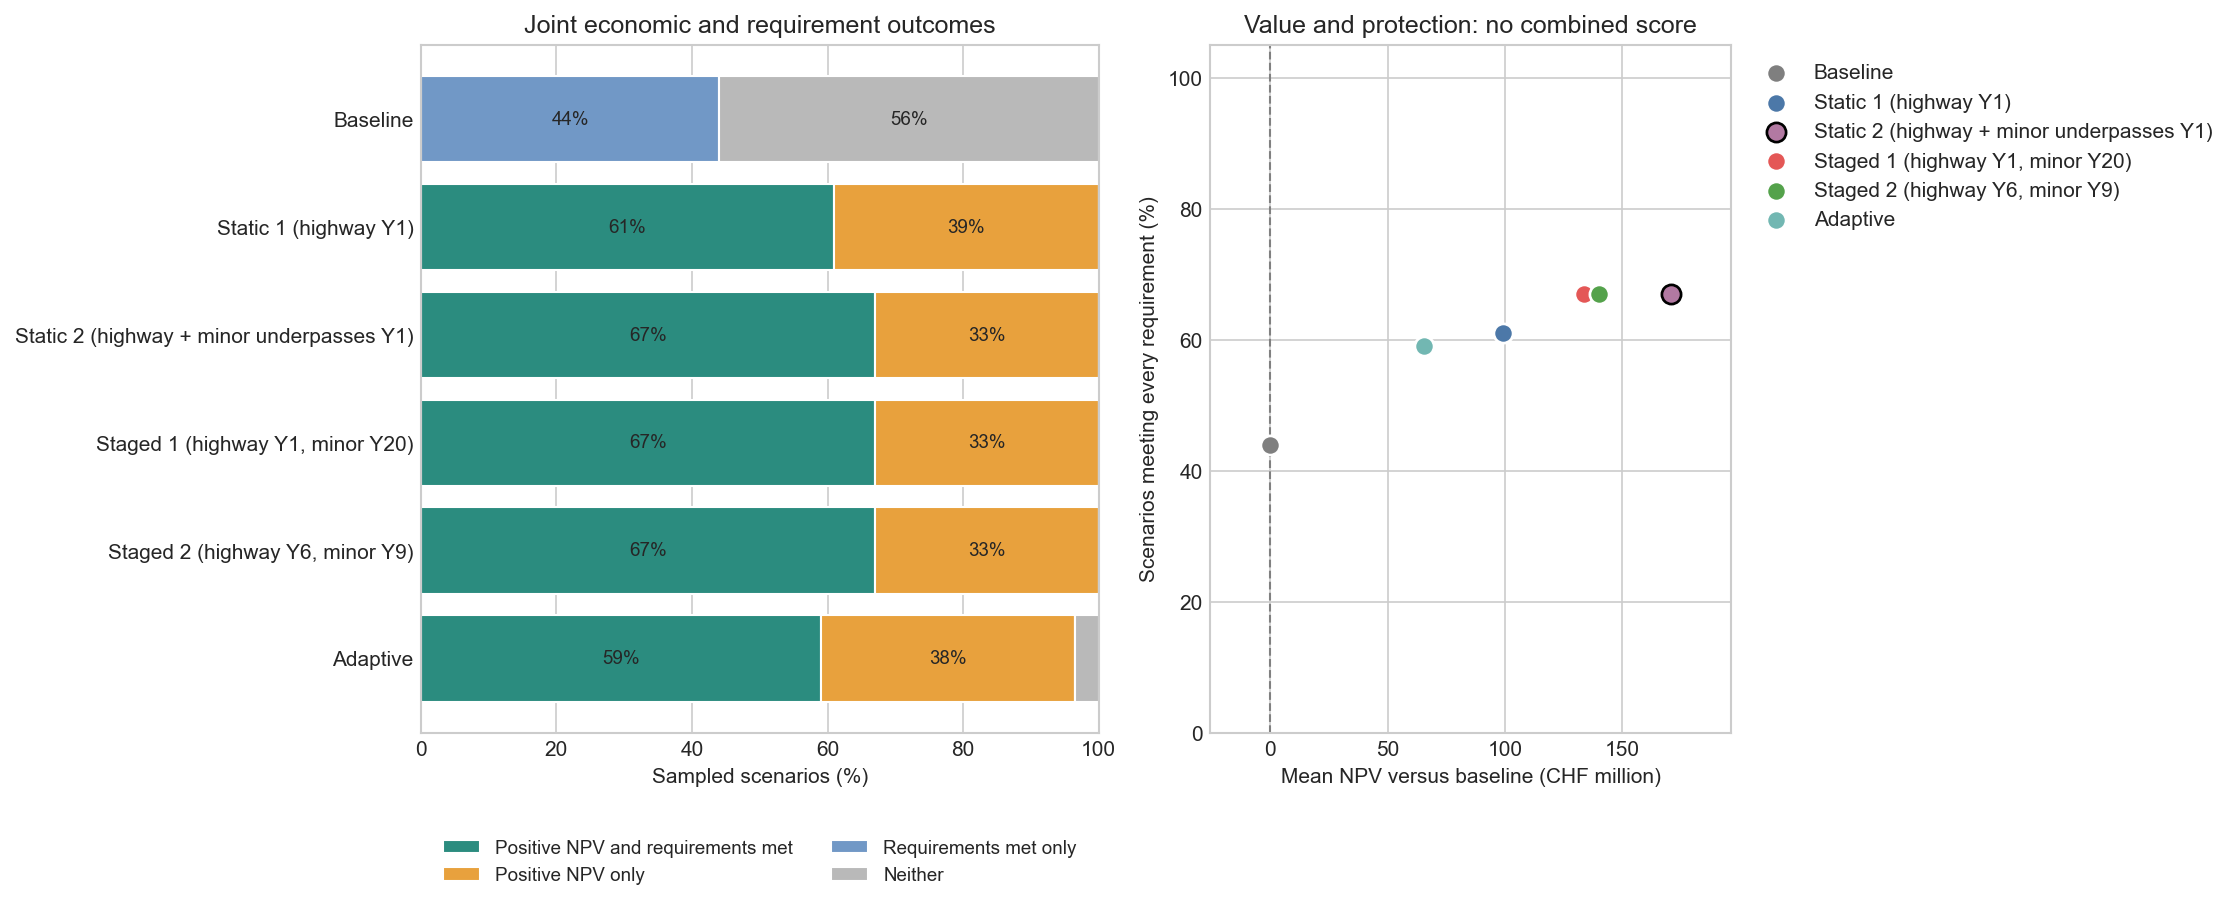 Joint economic and requirement outcomes
Baseline
44%
56%
Static 1 (highway Y1)
61%
39%
Static 2 (highway + minor underpasses Y1)
67%
33%
Staged 1 (highway Y1, minor Y20)
67%
33%
Staged 2 (highway Y6, minor Y9)
67%
33%
Adaptive
59%
38%
0
20
40
60
80
100
Sampled scenarios (%)
Positive NPV and requirements met
Positive NPV only
Requirements met only
Neither
Value and protection: no combined score
Scenarios meeting every requirement (%)
100
80
60
40
20
0
0
50
100
150
Mean NPV versus baseline (CHF million)
Baseline
Static 1 (highway Y1)
Static 2 (highway + minor underpasses Y1)
Staged 1 (highway Y1, minor Y20)
Staged 2 (highway Y6, minor Y9)
Adaptive